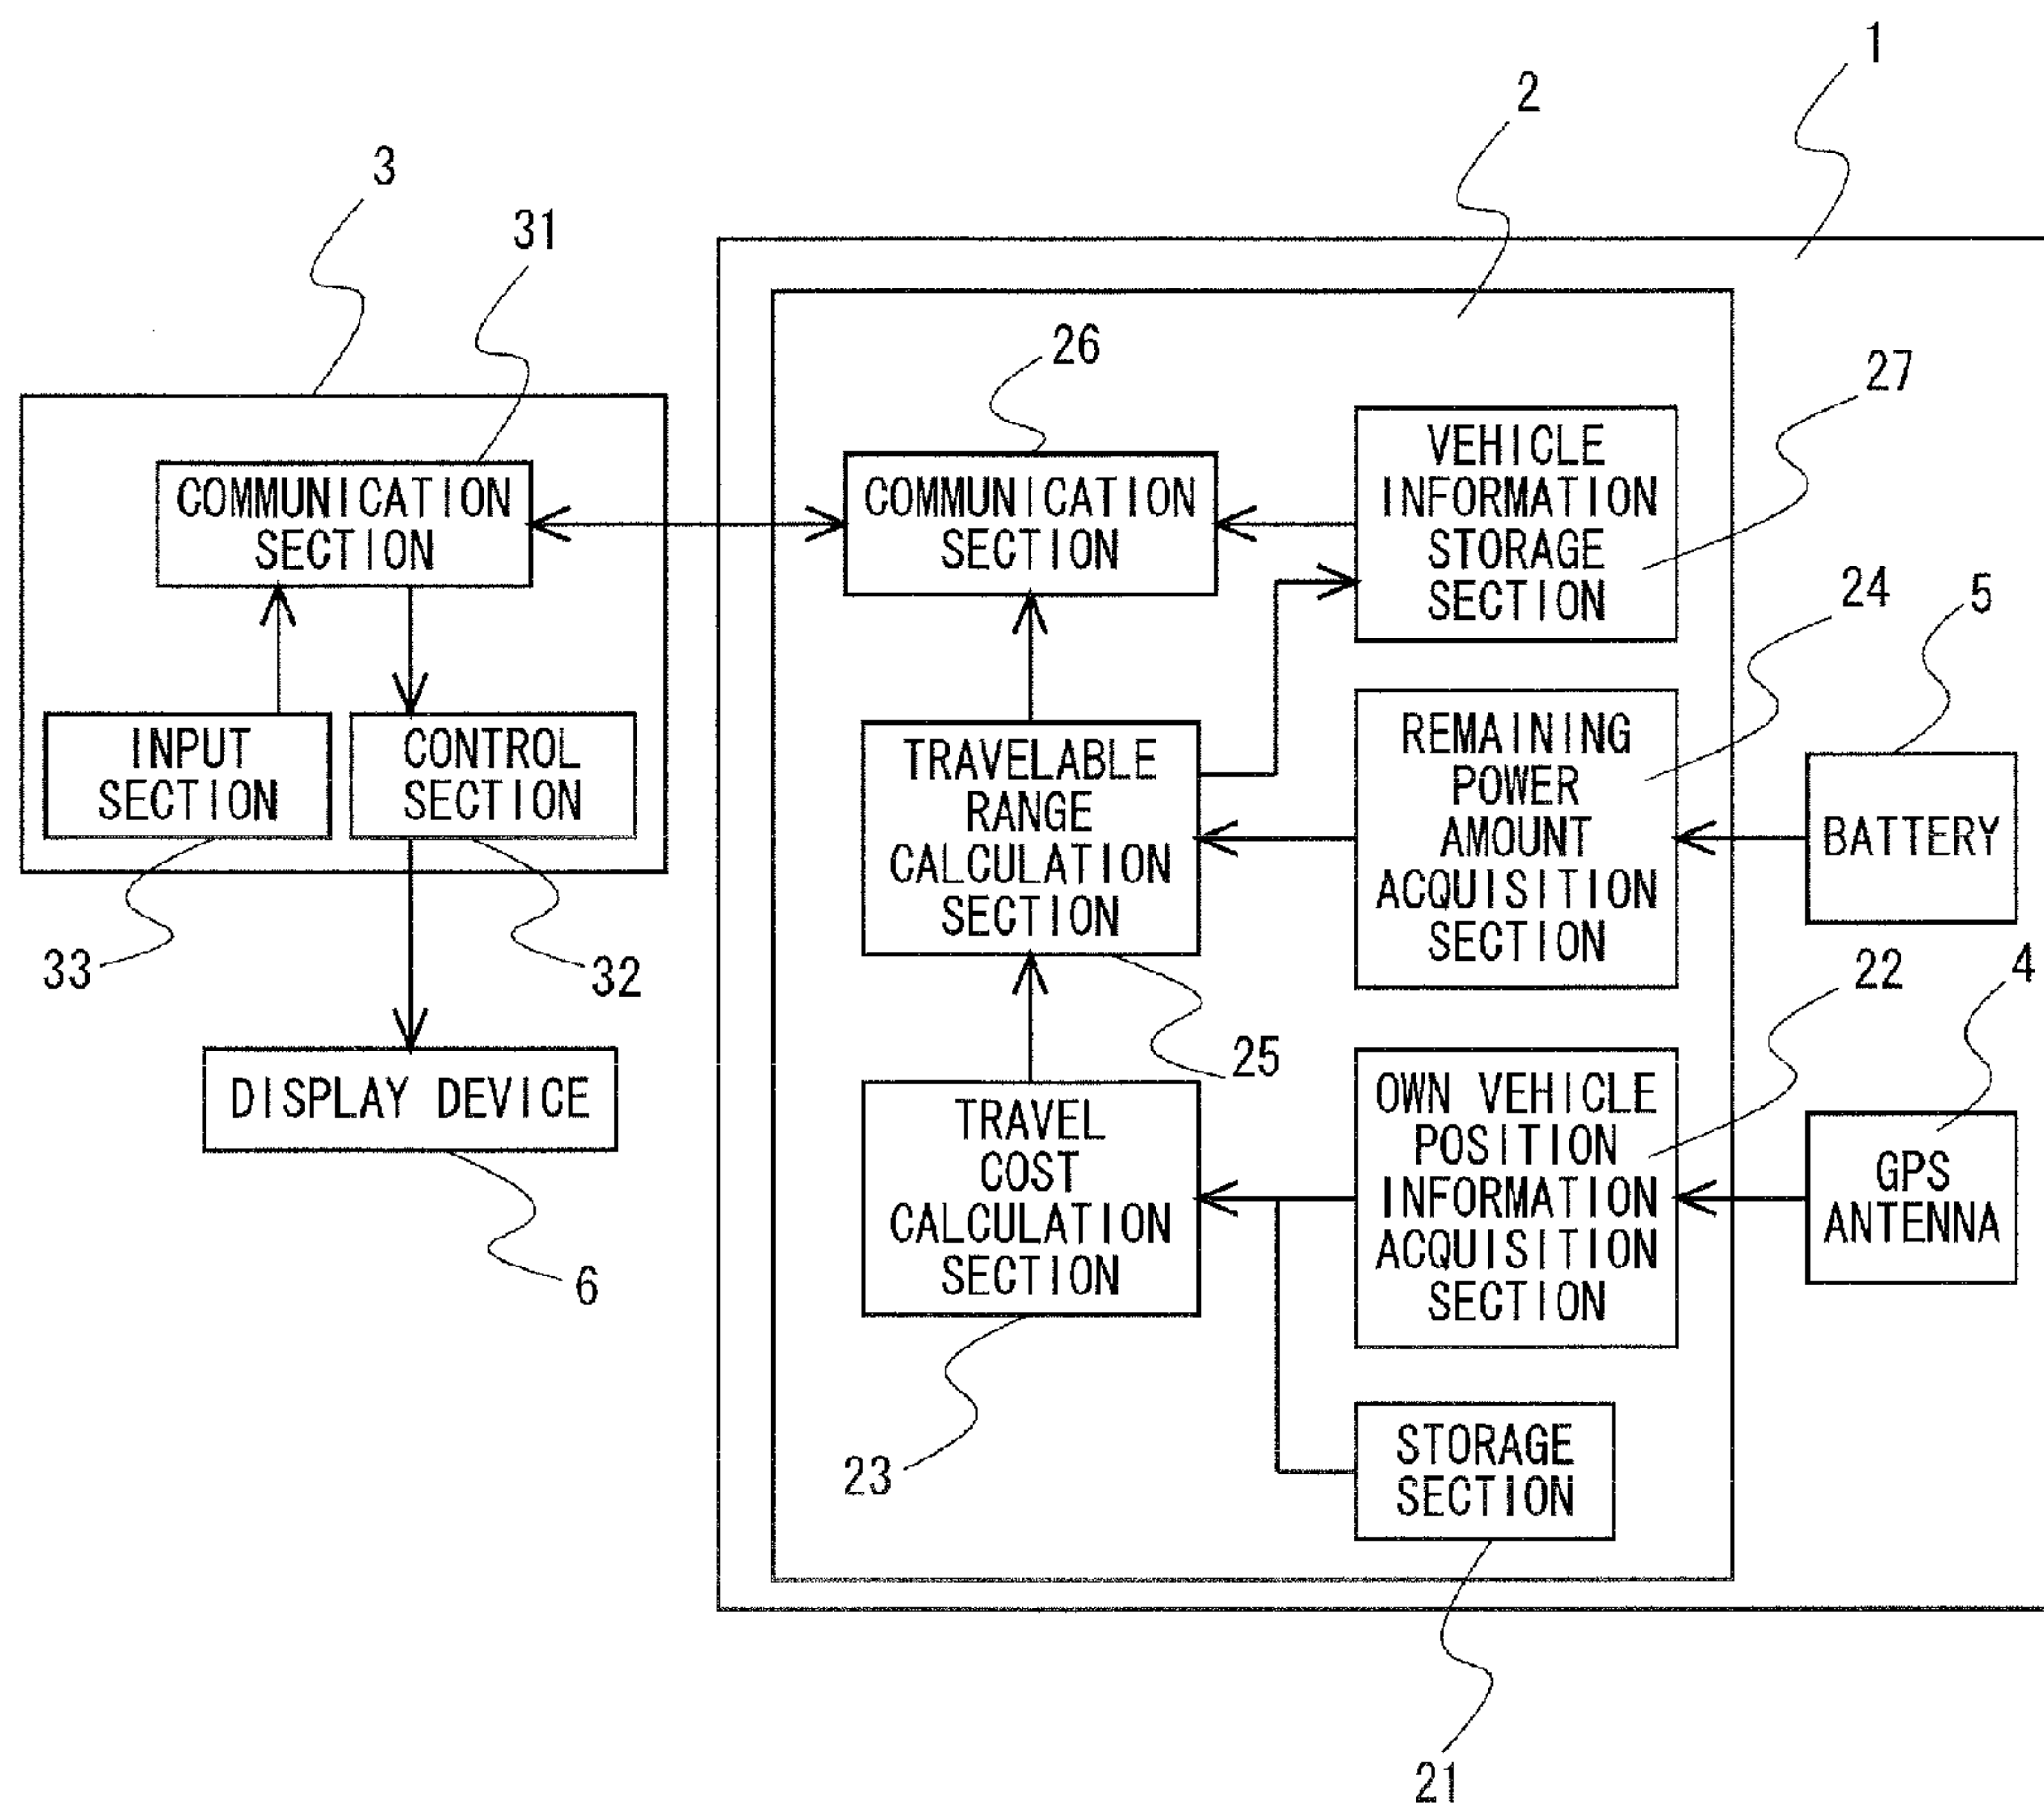 1
2
3
31
26
27
COMMUNICATION
SECTION
COMMUNICATION
SECTION
VEHICLE
INFORMATION
STORAGE
SECTION
24
5
INPUT
SECTION
CONTROL
SECTION
TRAVELABLE
RANGE
CALCULATION
SECTION
REMAINING
POWER
AMOUNT
ACQUISITION
SECTION
BATTERY
33
32
22
4
25
DISPLAY DEVICE
6
TRAVEL
COST
CALCULATION
SECTION
OWN VEHICLE
POSITION
INFORMATION
ACQUISITION
SECTION
GPS
ANTENNA
23
STORAGE
SECTION
21